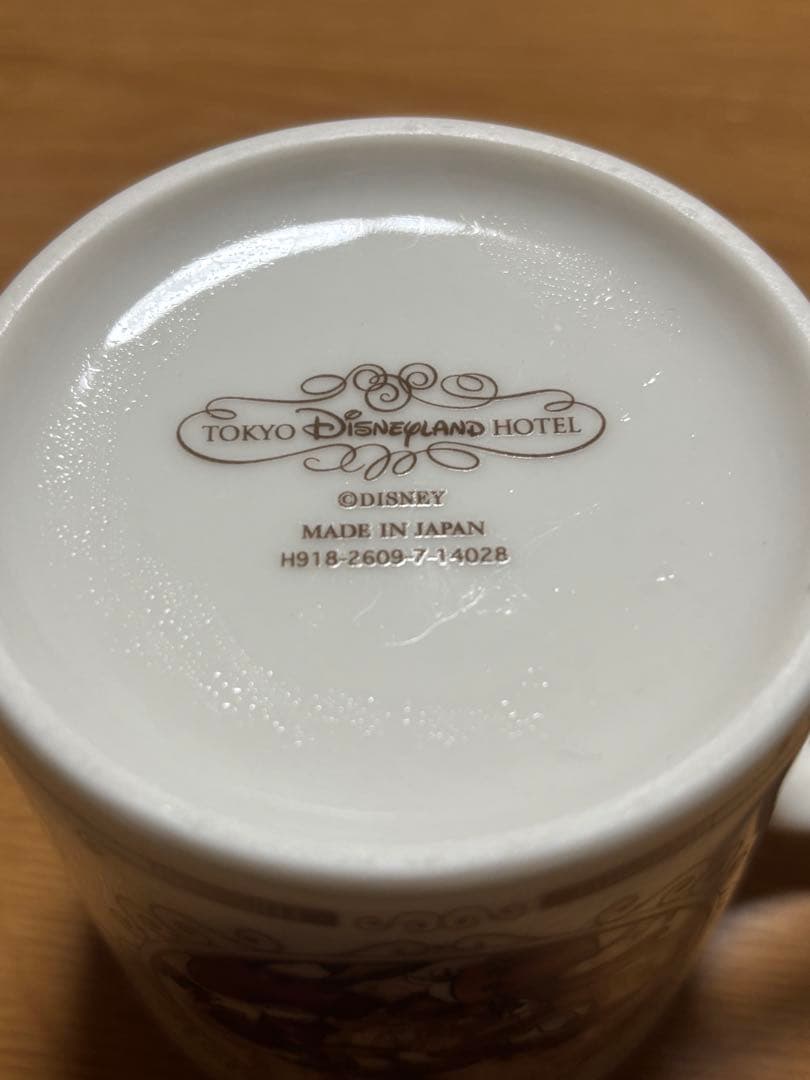 TOKYO Disneyland HOTEL
©DISNEY
MADE IN JAPAN
H918-2609-7-14028